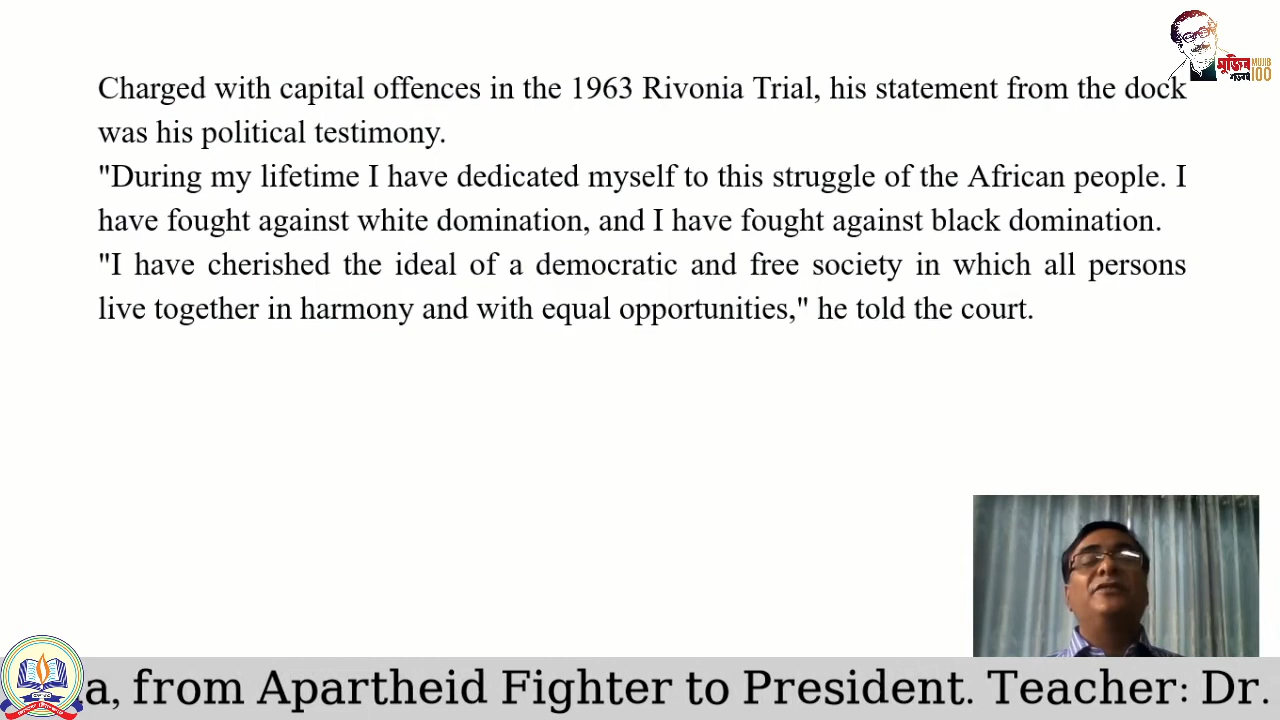 মুজিব MUJIB
শতবর্ষ 100
Charged with capital offences in the 1963 Rivonia Trial, his statement from the dock
was his political testimony.
"During my lifetime I have dedicated myself to this struggle of the African people. I
have fought against white domination, and I have fought against black domination.
"I have cherished the ideal of a democratic and free society in which all persons
live together in harmony and with equal opportunities," he told the court.
a, from Apartheid Fighter to President. Teacher: Dr.